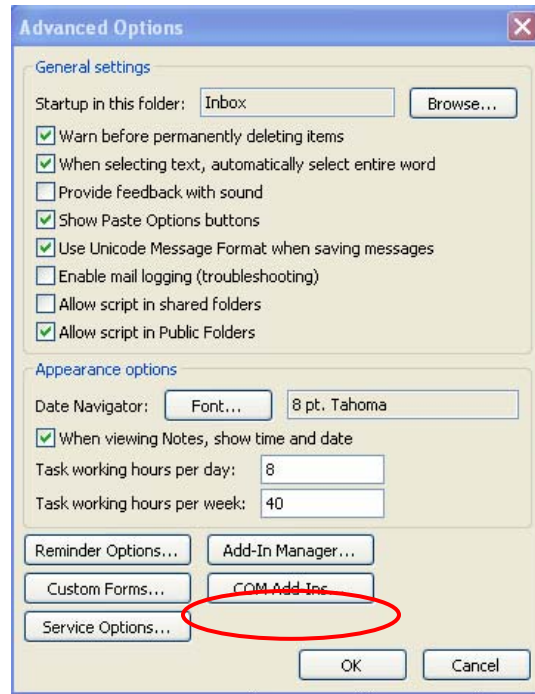 Advanced Options
General settings
Startup in this folder: Inbox Browse...
Warn before permanently deleting items
When selecting text, automatically select entire word
Provide feedback with sound
Show Paste Options buttons
Use Unicode Message Format when saving messages
Enable mail logging (troubleshooting)
Allow script in shared folders
Allow script in Public Folders
Appearance options
Date Navigator: Font... 8 pt. Tahoma
When viewing Notes, show time and date
Task working hours per day: 8
Task working hours per week: 40
Reminder Options... Add-In Manager...
Custom Forms... COM Add-Ins...
Service Options...
OK Cancel